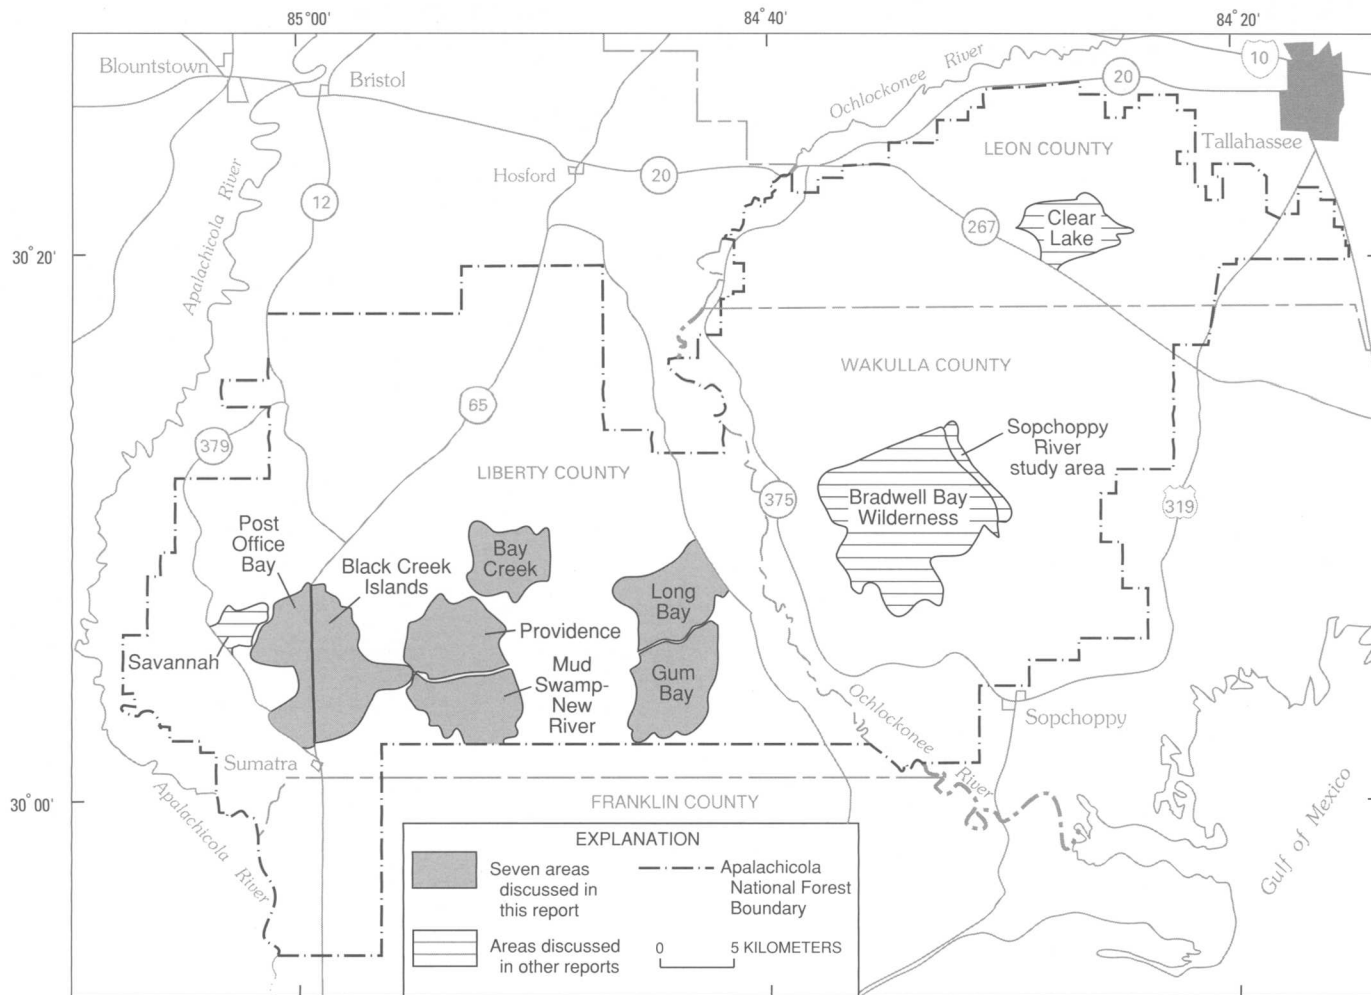 85°00'
84°40'
84°20'
Blountstown
Bristol
Ochlockonee River
10
20
Tallahassee
LEON COUNTY
Hosford
20
12
Apalachicola River
267
Clear
Lake
30°20'
WAKULLA COUNTY
65
379
Sopchoppy
River
study area
LIBERTY COUNTY
375
Bradwell Bay
Wilderness
319
Post
Office
Bay
Black Creek
Islands
Bay
Creek
Long
Bay
Providence
Savannah
Mud
Swamp-
New
River
Gum
Bay
Ochlockonee
River
Sopchoppy
Sumatra
30°00'
FRANKLIN COUNTY
Apalachicola River
Gulf of Mexico
EXPLANATION
Seven areas
discussed in
this report
Apalachicola
National Forest
Boundary
Areas discussed
in other reports
0 5 KILOMETERS